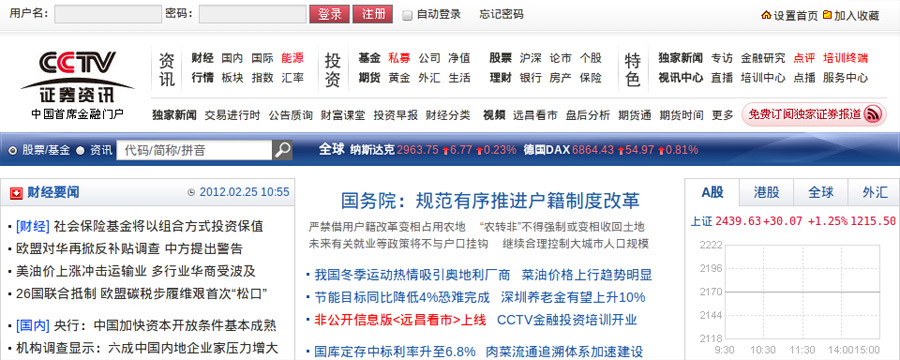 用户名： 密码： 登录 注册 自动登录 忘记密码 设置首页 加入收藏
CCTV
证券资讯
中国首席金融门户
资讯 财经 国内 国际 能源 投资 基金 私募 公司 净值 股票 沪深 论市 个股 特色 独家新闻 专访 金融研究 点评 培训终端
行情 板块 指数 汇率 期货 黄金 外汇 生活 理财 银行 房产 保险 视讯中心 直播 培训中心 点播 服务中心
独家新闻 交易进行时 公告质询 财富课堂 投资早报 财经分类 视频 远昌看市 盘后分析 期货通 期货时间 更多 免费订阅独家证券报道
股票/基金 资讯 代码/简称/拼音 全球 纳斯达克 2963.75 6.77 0.23% 德国DAX 6864.43 54.97 0.81%
财经要闻 2012.02.25 10:55
[财经] 社会保险基金将以组合方式投资保值
欧盟对华再掀反补贴调查 中方提出警告
美油价上涨冲击运输业 多行业华商受波及
26国联合抵制 欧盟碳税步履维艰首次“松口”
[国内] 央行：中国加快资本开放条件基本成熟
机构调查显示：六成中国内地企业家压力增大
国务院：规范有序推进户籍制度改革
严禁借用户籍改革变相占用农地 “农转非”不得强制或变相收回土地
未来有关就业等政策将不与户口挂钩 继续合理控制大城市人口规模
我国冬季运动热情吸引奥地利厂商 菜油价格上行趋势明显
节能目标同比降低4%恐难完成 深圳养老金有望上升10%
非公开信息版<远昌看市>上线 CCTV金融投资培训开业
国库定存中标利率升至6.8% 肉菜流通追溯体系加速建设
A股 港股 全球 外汇
上证 2439.63 +30.07 +1.25% 1215.50
2222
2196
2170
2144
2118
9:30 10:30 11:30 14:00 15:00